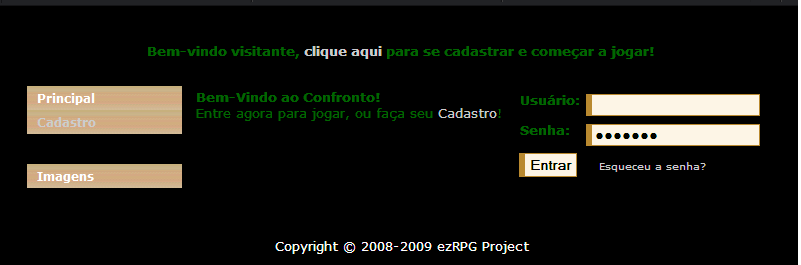 Bem-vindo visitante, clique aqui para se cadastrar e começar a jogar!
Principal
Cadastro
Imagens
Bem-Vindo ao Confronto!
Entre agora para jogar, ou faça seu Cadastro!
Usuário:
Senha: •••••••
Entrar Esqueceu a senha?
Copyright © 2008-2009 ezRPG Project